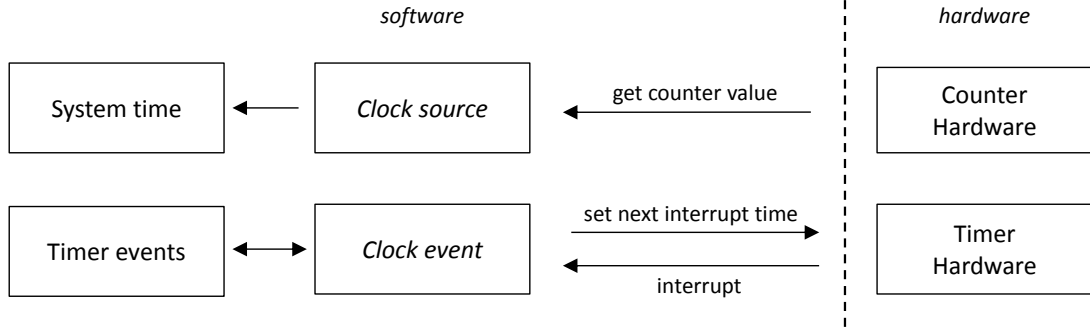 software
hardware
System time
Clock source
get counter value
Counter
Hardware
Timer events
Clock event
set next interrupt time
interrupt
Timer
Hardware